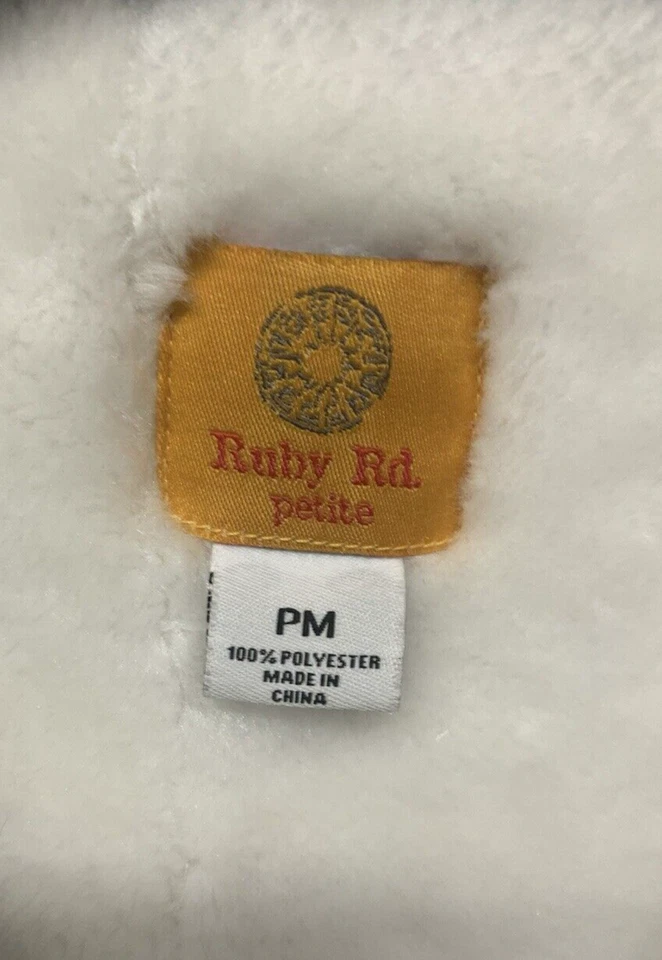 Ruby Rd.
petite
PM
100% POLYESTER
MADE IN
CHINA